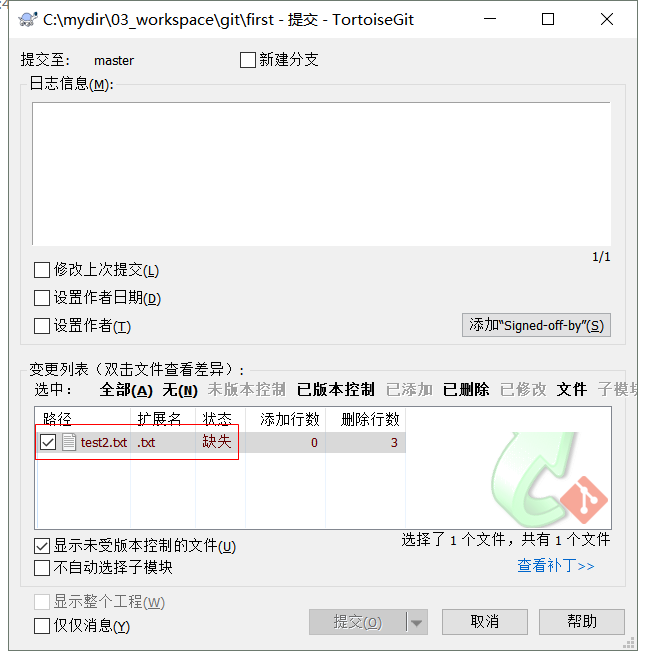 C:\mydir\03_workspace\git\first - 提交 - TortoiseGit
提交至: master 新建分支
日志信息(M):
1/1
修改上次提交(L)
设置作者日期(D)
设置作者(T)
添加“Signed-off-by”(S)
变更列表（双击文件查看差异）:
选中： 全部(A) 无(N) 未版本控制 已版本控制 已添加 已删除 已修改 文件 子模块
路径 扩展名 状态 添加行数 删除行数
test2.txt .txt 缺失 0 3
显示未受版本控制的文件(U)
选择了 1 个文件，共有 1 个文件
不自动选择子模块
查看补丁>>
显示整个工程(W)
仅仅消息(Y)
提交(O) 取消 帮助